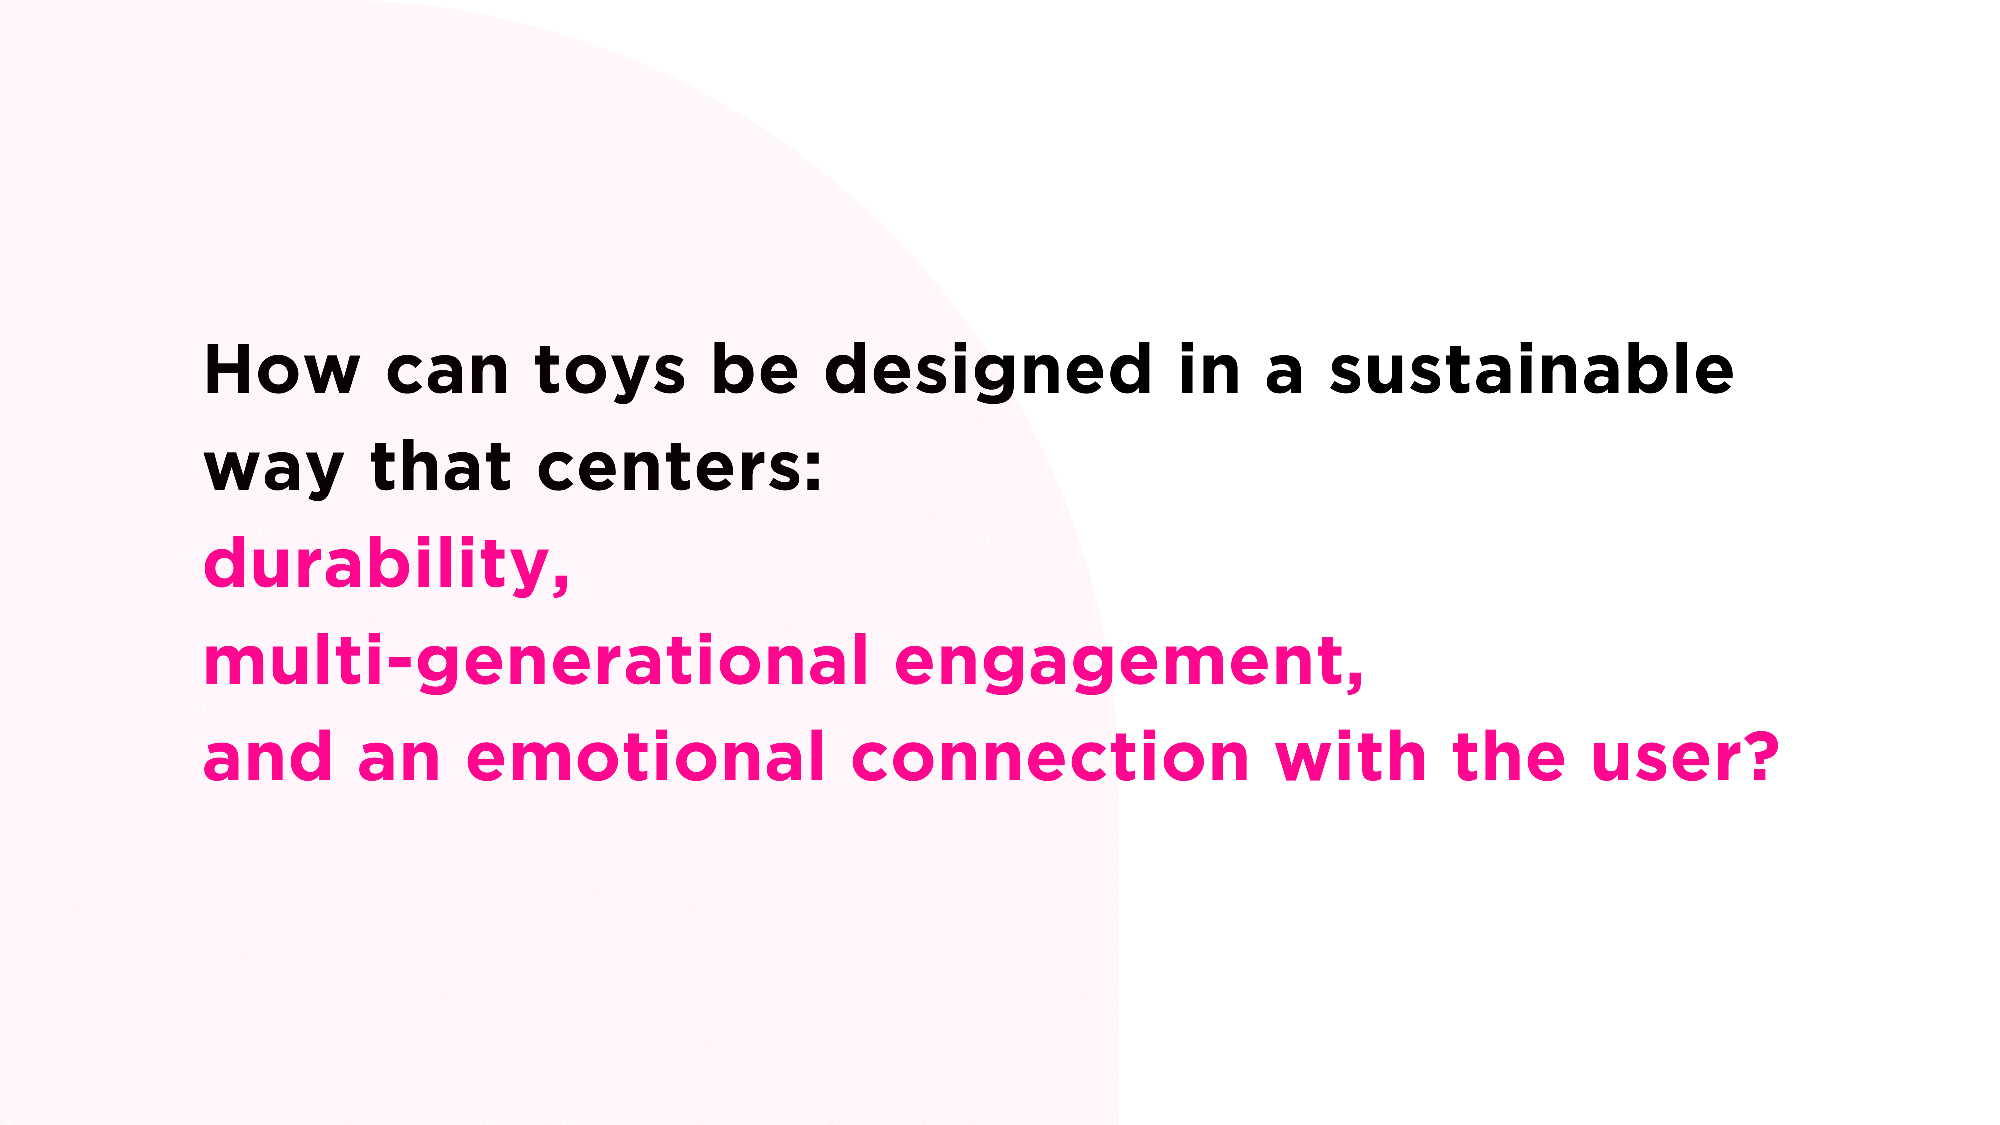 How can toys be designed in a sustainable
way that centers:
durability,
multi-generational engagement,
and an emotional connection with the user?